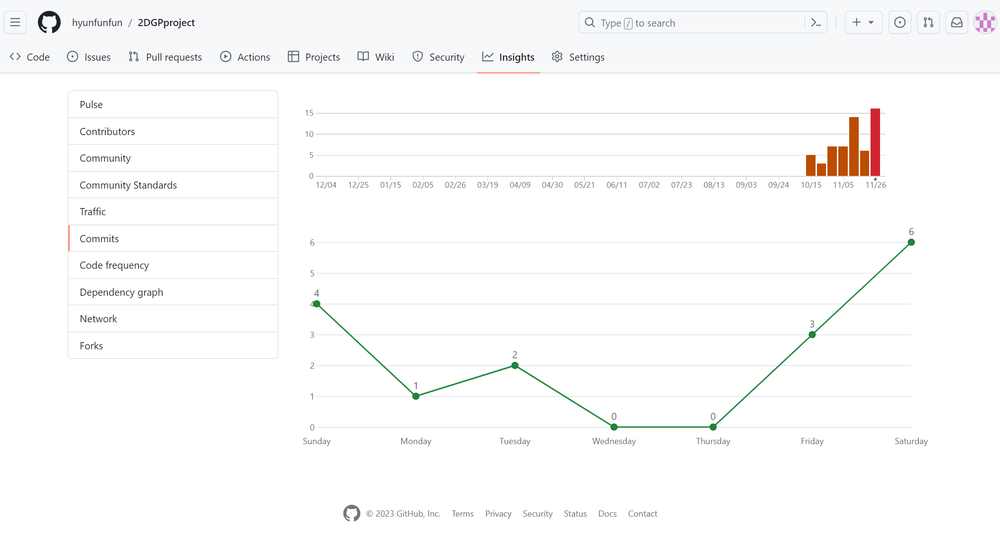 hyunfunfun / 2DGPproject
Type / to search
Code Issues Pull requests Actions Projects Wiki Security Insights Settings
Pulse
Contributors
Community
Community Standards
Traffic
Commits
Code frequency
Dependency graph
Network
Forks
15
10
5
0
12/04 12/25 01/15 02/05 02/26 03/19 04/09 04/30 05/21 06/11 07/02 07/23 08/13 09/03 09/24 10/15 11/05 11/26
6
6
5
4
4
3
3
2
2
1
1
0 0
0
Sunday Monday Tuesday Wednesday Thursday Friday Saturday
© 2023 GitHub, Inc. Terms Privacy Security Status Docs Contact